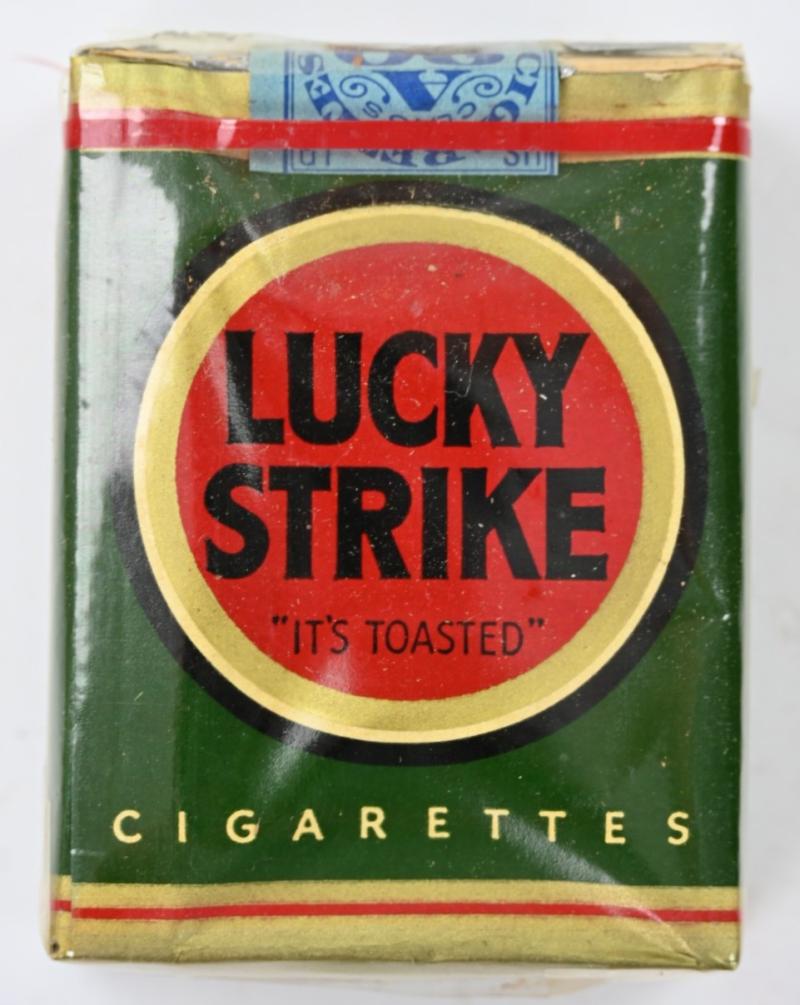 LUCKY
STRIKE
"IT'S TOASTED"
CIGARETTES